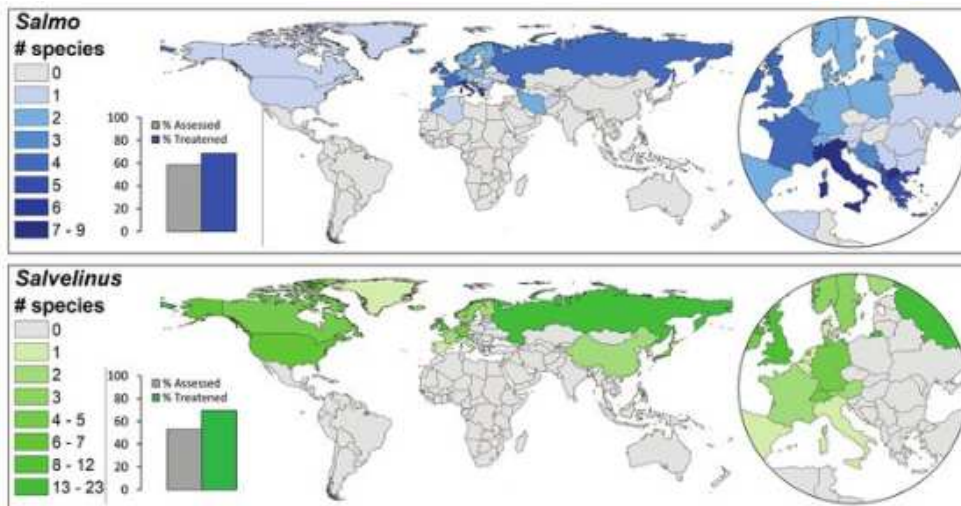 Salmo
# species
0
1
2
3
4
5
6
7 - 9
100
80
60
40
20
0
% Assessed
% Treatened
Salvelinus
# species
0
1
2
3
4 - 5
6 - 7
8 - 12
13 - 23
100
80
60
40
20
0
% Assessed
% Treatened